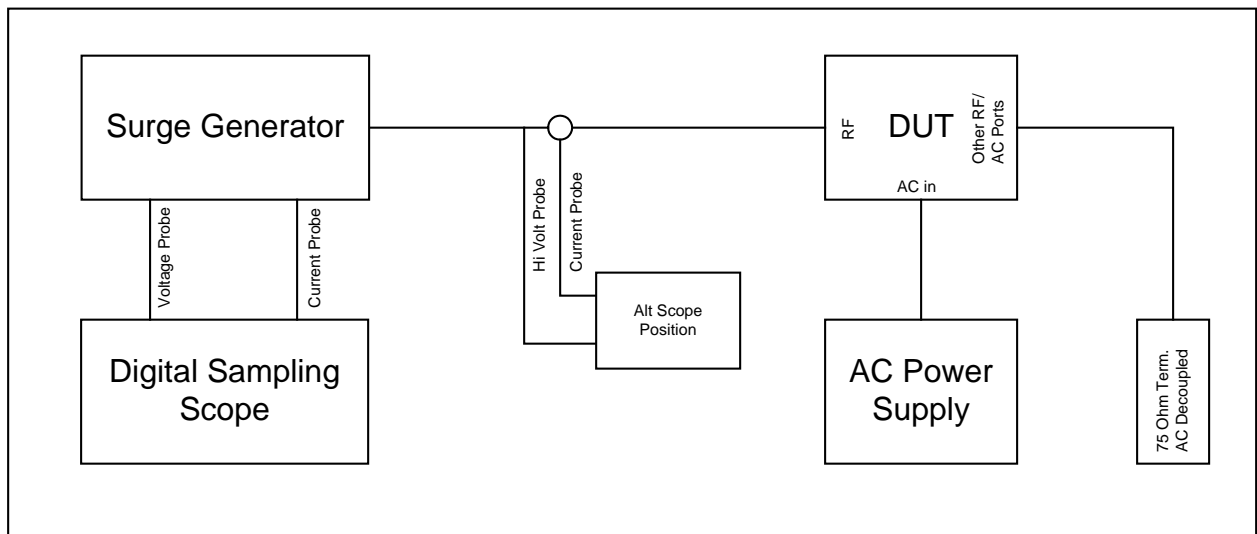 Surge Generator
Voltage Probe
Current Probe
Digital Sampling
Scope
Hi Volt Probe
Current Probe
Alt Scope
Position
RF
DUT
Other RF/
AC Ports
AC in
AC Power
Supply
75 Ohm Term.
AC Decoupled